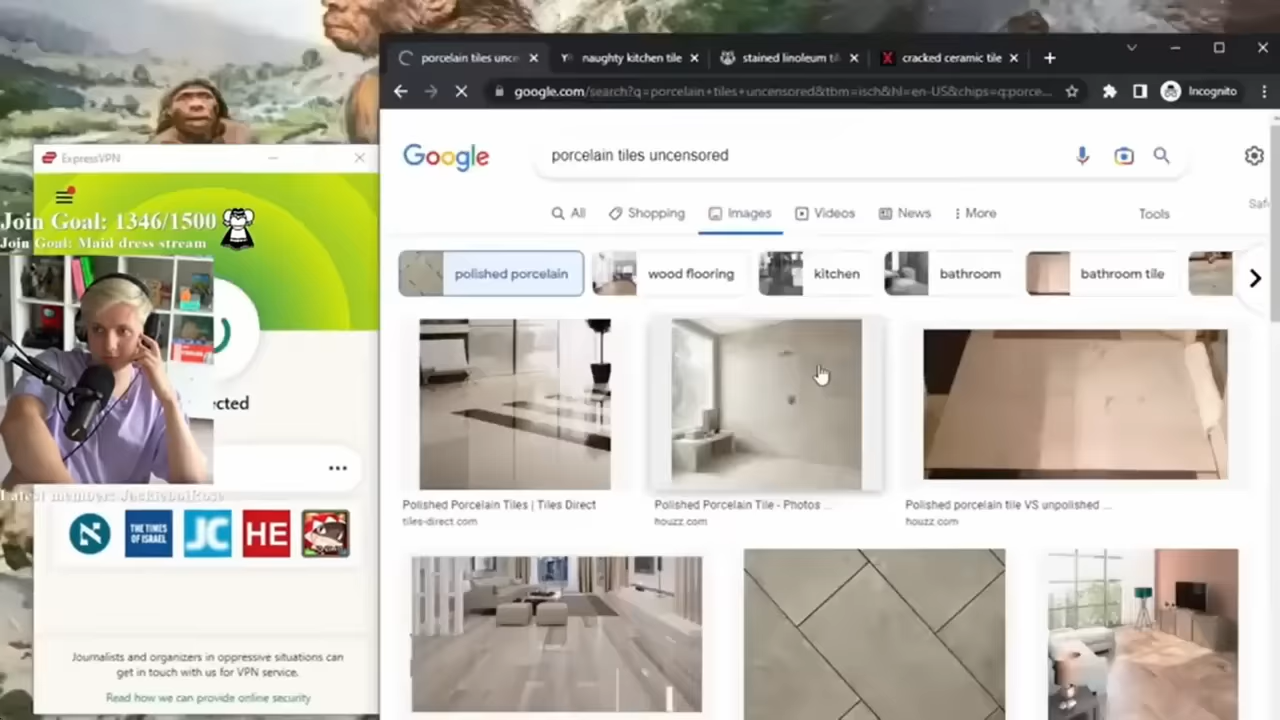 porcelain tiles unce
naughty kitchen tile
stained linoleum t
cracked ceramic tile
google.com/search?q=porcelain+tiles+uncensored&tbm=isch&hl=en-US&chips=q:porce...
Incognito
ExpressVPN
Google
porcelain tiles uncensored
All
Shopping
Images
Videos
News
More
Tools
Safe
Join Goal: 1346/1500
Join Goal: Maid dress stream
polished porcelain
wood flooring
kitchen
bathroom
bathroom tile
ected
Latest member:
Polished Porcelain Tiles | Tiles Direct
tiles-direct.com
Polished Porcelain Tile - Photos ...
houzz.com
Polished porcelain tile VS unpolished ...
houzz.com
THE TIMES
OF ISRAEL
JC
HE
Journalists and organizers in oppressive situations can
get in touch with us for VPN service.
Read how we can provide online security